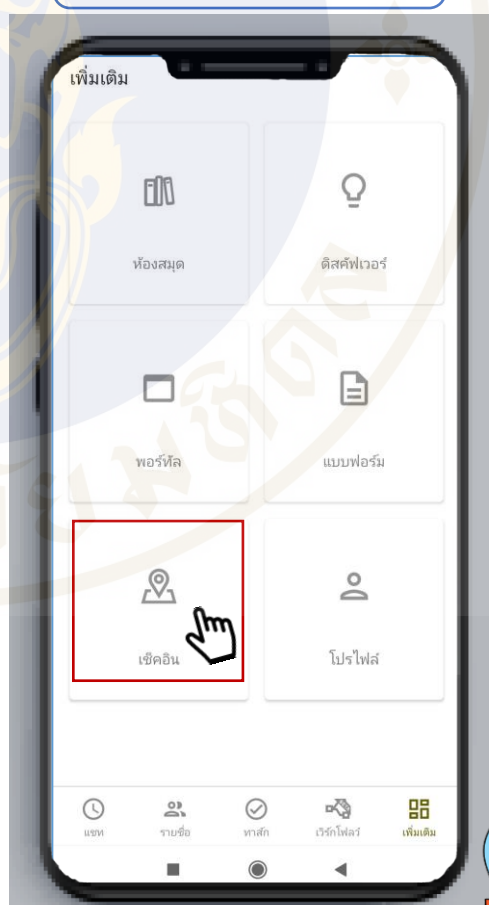 เพิ่มเติม
ห้องสมุด
ดิสคัฟเวอร์
พอร์ทัล
แบบฟอร์ม
เช็คอิน
โปรไฟล์
แชท
รายชื่อ
ทาส์ก
เวิร์กโฟลว์
เพิ่มเติม